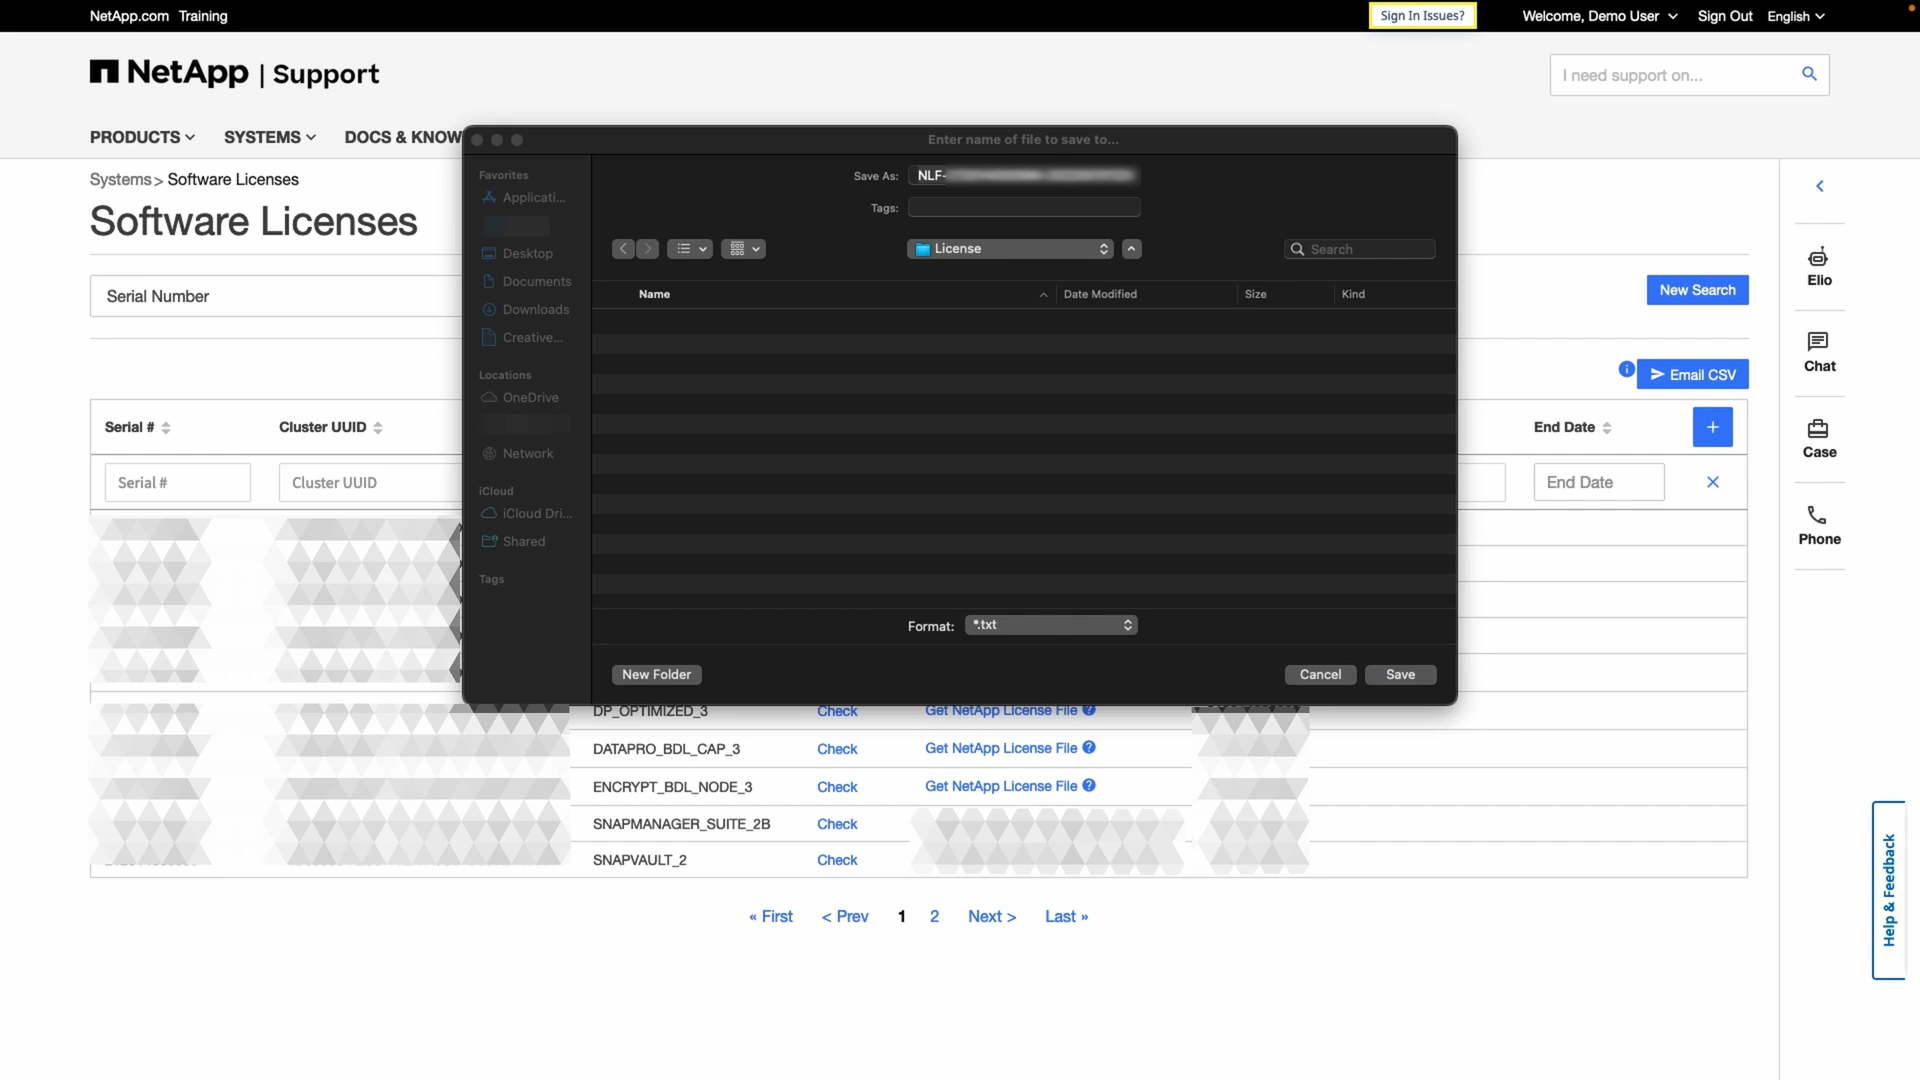 NetApp.com Training Sign In Issues? Welcome, Demo User Sign Out English
NetApp | Support
I need support on...
PRODUCTS SYSTEMS DOCS & KNOW
Enter name of file to save to...
Systems > Software Licenses
Software Licenses
Serial Number
New Search
Email CSV
Favorites
Applicati...
Desktop
Documents
Downloads
Creative...
Locations
OneDrive
Network
iCloud
iCloud Dri...
Shared
Tags
Save As: NLF-
Tags:
License
Search
Name Date Modified Size Kind
Format: *.txt
New Folder Cancel Save
Serial # Cluster UUID End Date +
Serial # Cluster UUID End Date
DP_OPTIMIZED_3 Check Get NetApp License File ?
DATAPRO_BDL_CAP_3 Check Get NetApp License File ?
ENCRYPT_BDL_NODE_3 Check Get NetApp License File ?
SNAPMANAGER_SUITE_2B Check
SNAPVAULT_2 Check
« First < Prev 1 2 Next > Last »
Elio
Chat
Case
Phone
Help & Feedback